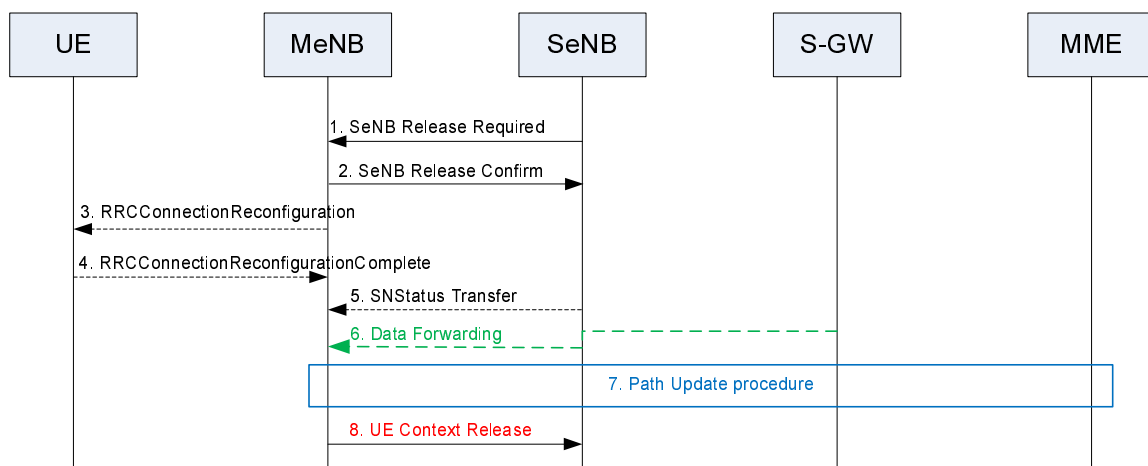 UE
MeNB
SeNB
S-GW
MME
1. SeNB Release Required
2. SeNB Release Confirm
3. RRCConnectionReconfiguration
4. RRCConnectionReconfigurationComplete
5. SNStatus Transfer
6. Data Forwarding
7. Path Update procedure
8. UE Context Release